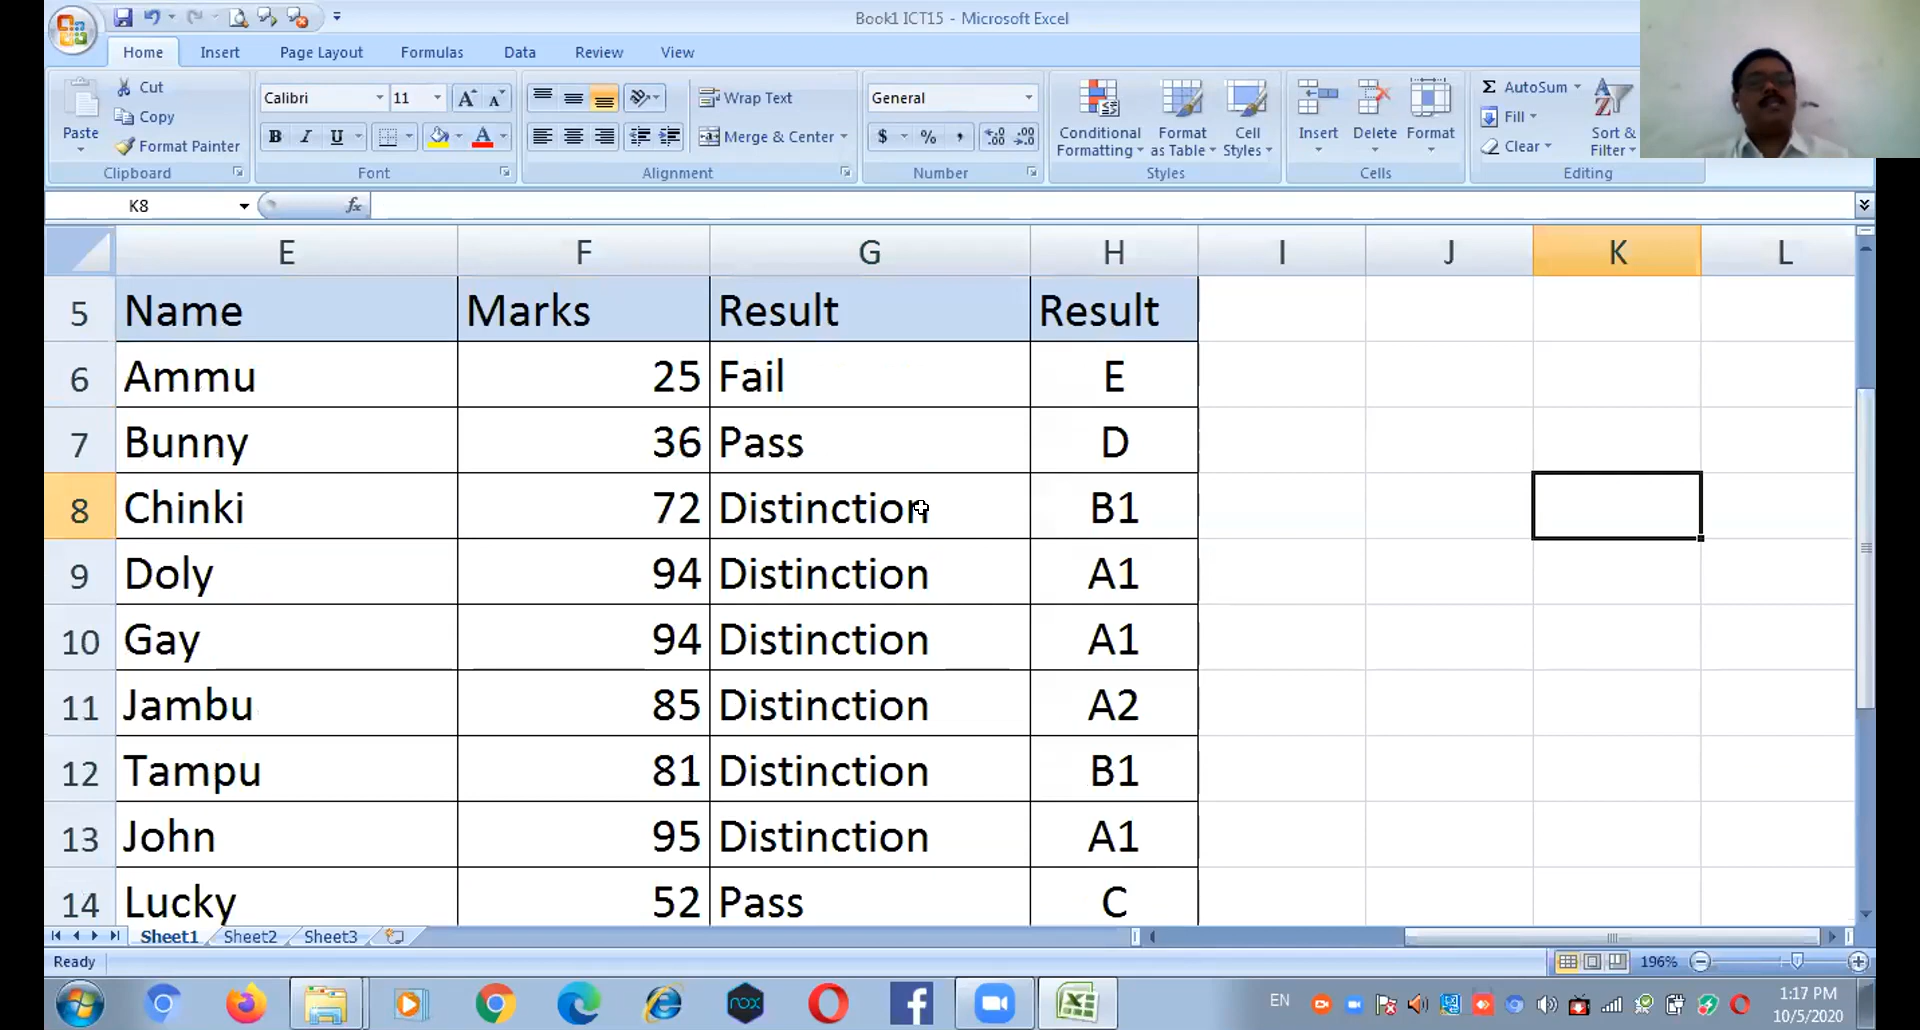 Book1 ICT15 - Microsoft Excel
Home Insert Page Layout Formulas Data Review View
Paste
Cut
Copy
Format Painter
Clipboard
Calibri 11
A A
B I U A
Font
Wrap Text
Merge & Center
Alignment
General
$ % , .0 .00 .00 .0
Number
Conditional Formatting
Format as Table
Cell Styles
Styles
Insert Delete Format
Cells
Σ AutoSum
Fill
Clear
A Z
Sort & Filter
Editing
K8 fx
E F G H I J K L
5 Name Marks Result Result
6 Ammu 25 Fail E
7 Bunny 36 Pass D
8 Chinki 72 Distinction B1
9 Doly 94 Distinction A1
10 Gay 94 Distinction A1
11 Jambu 85 Distinction A2
12 Tampu 81 Distinction B1
13 John 95 Distinction A1
14 Lucky 52 Pass C
Sheet1 Sheet2 Sheet3
Ready 196%
nox f EN 1:17 PM
10/5/2020